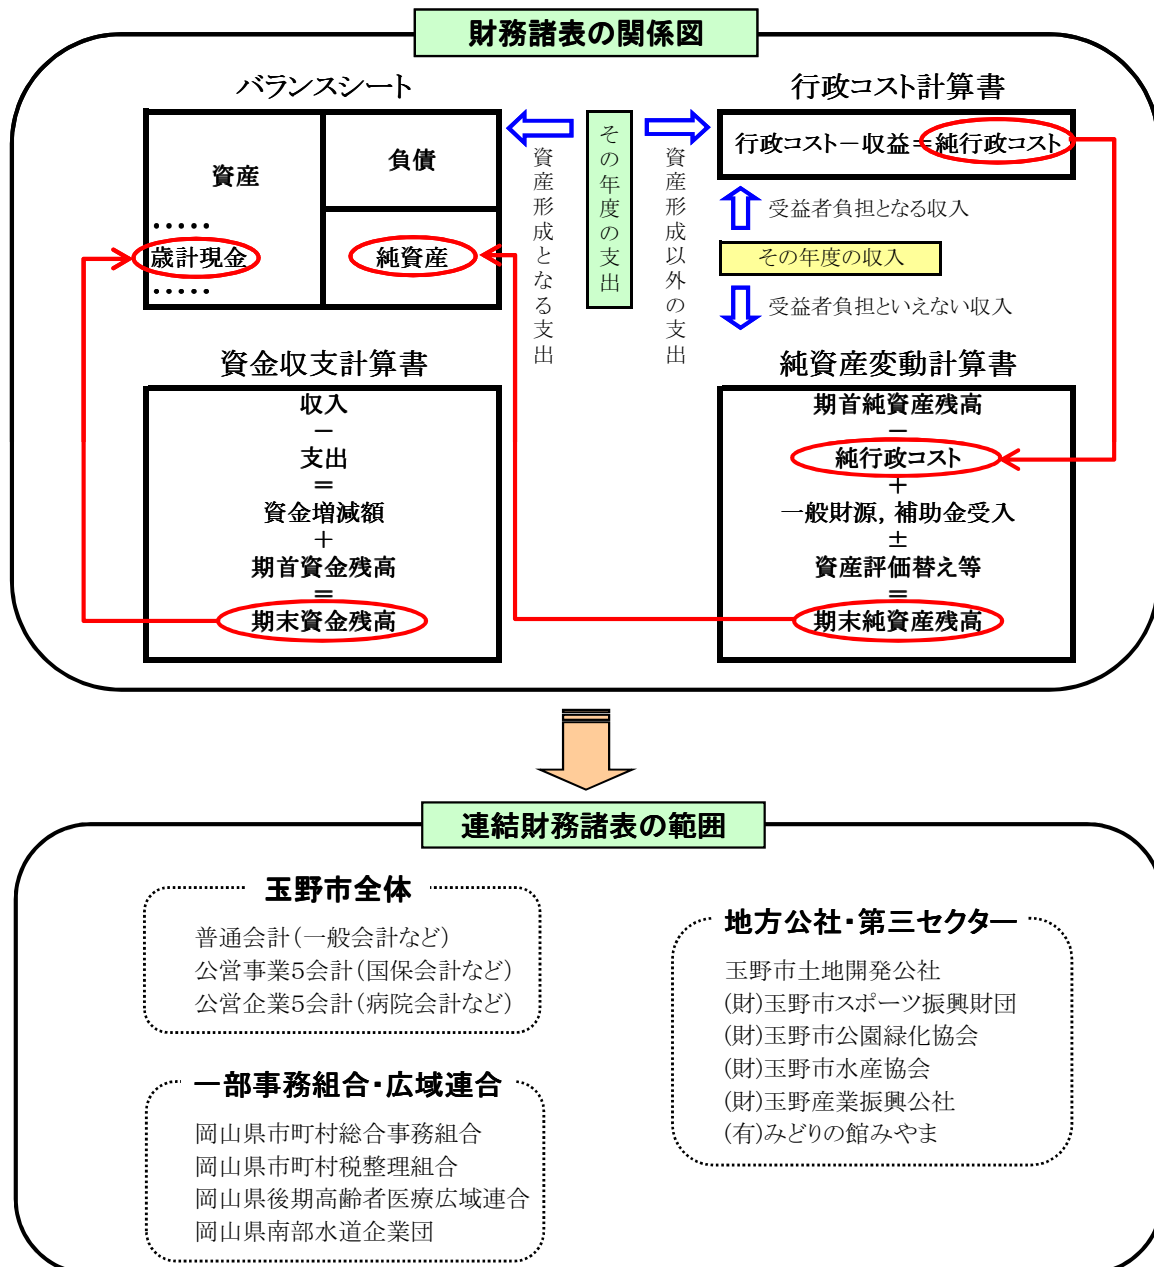 財務諸表の関係図
バランスシート
資産
・・・・・
歳計現金
・・・・・
負債
純資産
資産形成となる支出
その年度の支出
資産形成以外の支出
行政コスト計算書
行政コスト－収益＝純行政コスト
受益者負担となる収入
その年度の収入
受益者負担といえない収入
資金収支計算書
収入
－
支出
＝
資金増減額
＋
期首資金残高
＝
期末資金残高
純資産変動計算書
期首純資産残高
－
純行政コスト
＋
一般財源，補助金受入
±
資産評価替え等
＝
期末純資産残高
連結財務諸表の範囲
玉野市全体
普通会計（一般会計など）
公営事業５会計（国保会計など）
公営企業５会計（病院会計など）
一部事務組合・広域連合
岡山県市町村総合事務組合
岡山県市町村税整理組合
岡山県後期高齢者医療広域連合
岡山県南部水道企業団
地方公社・第三セクター
玉野市土地開発公社
(財)玉野市スポーツ振興財団
(財)玉野市公園緑化協会
(財)玉野市水産協会
(財)玉野産業振興公社
(有)みどりの館みやま